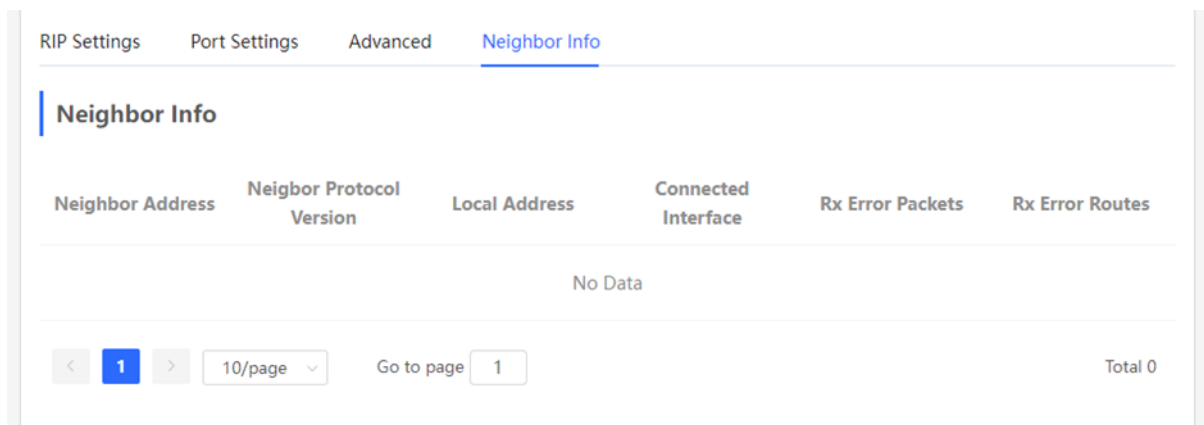 RIP Settings Port Settings Advanced Neighbor Info
Neighbor Info
Neighbor Address Neigbor Protocol Version Local Address Connected Interface Rx Error Packets Rx Error Routes
No Data
< 1 > 10/page Go to page 1 Total 0